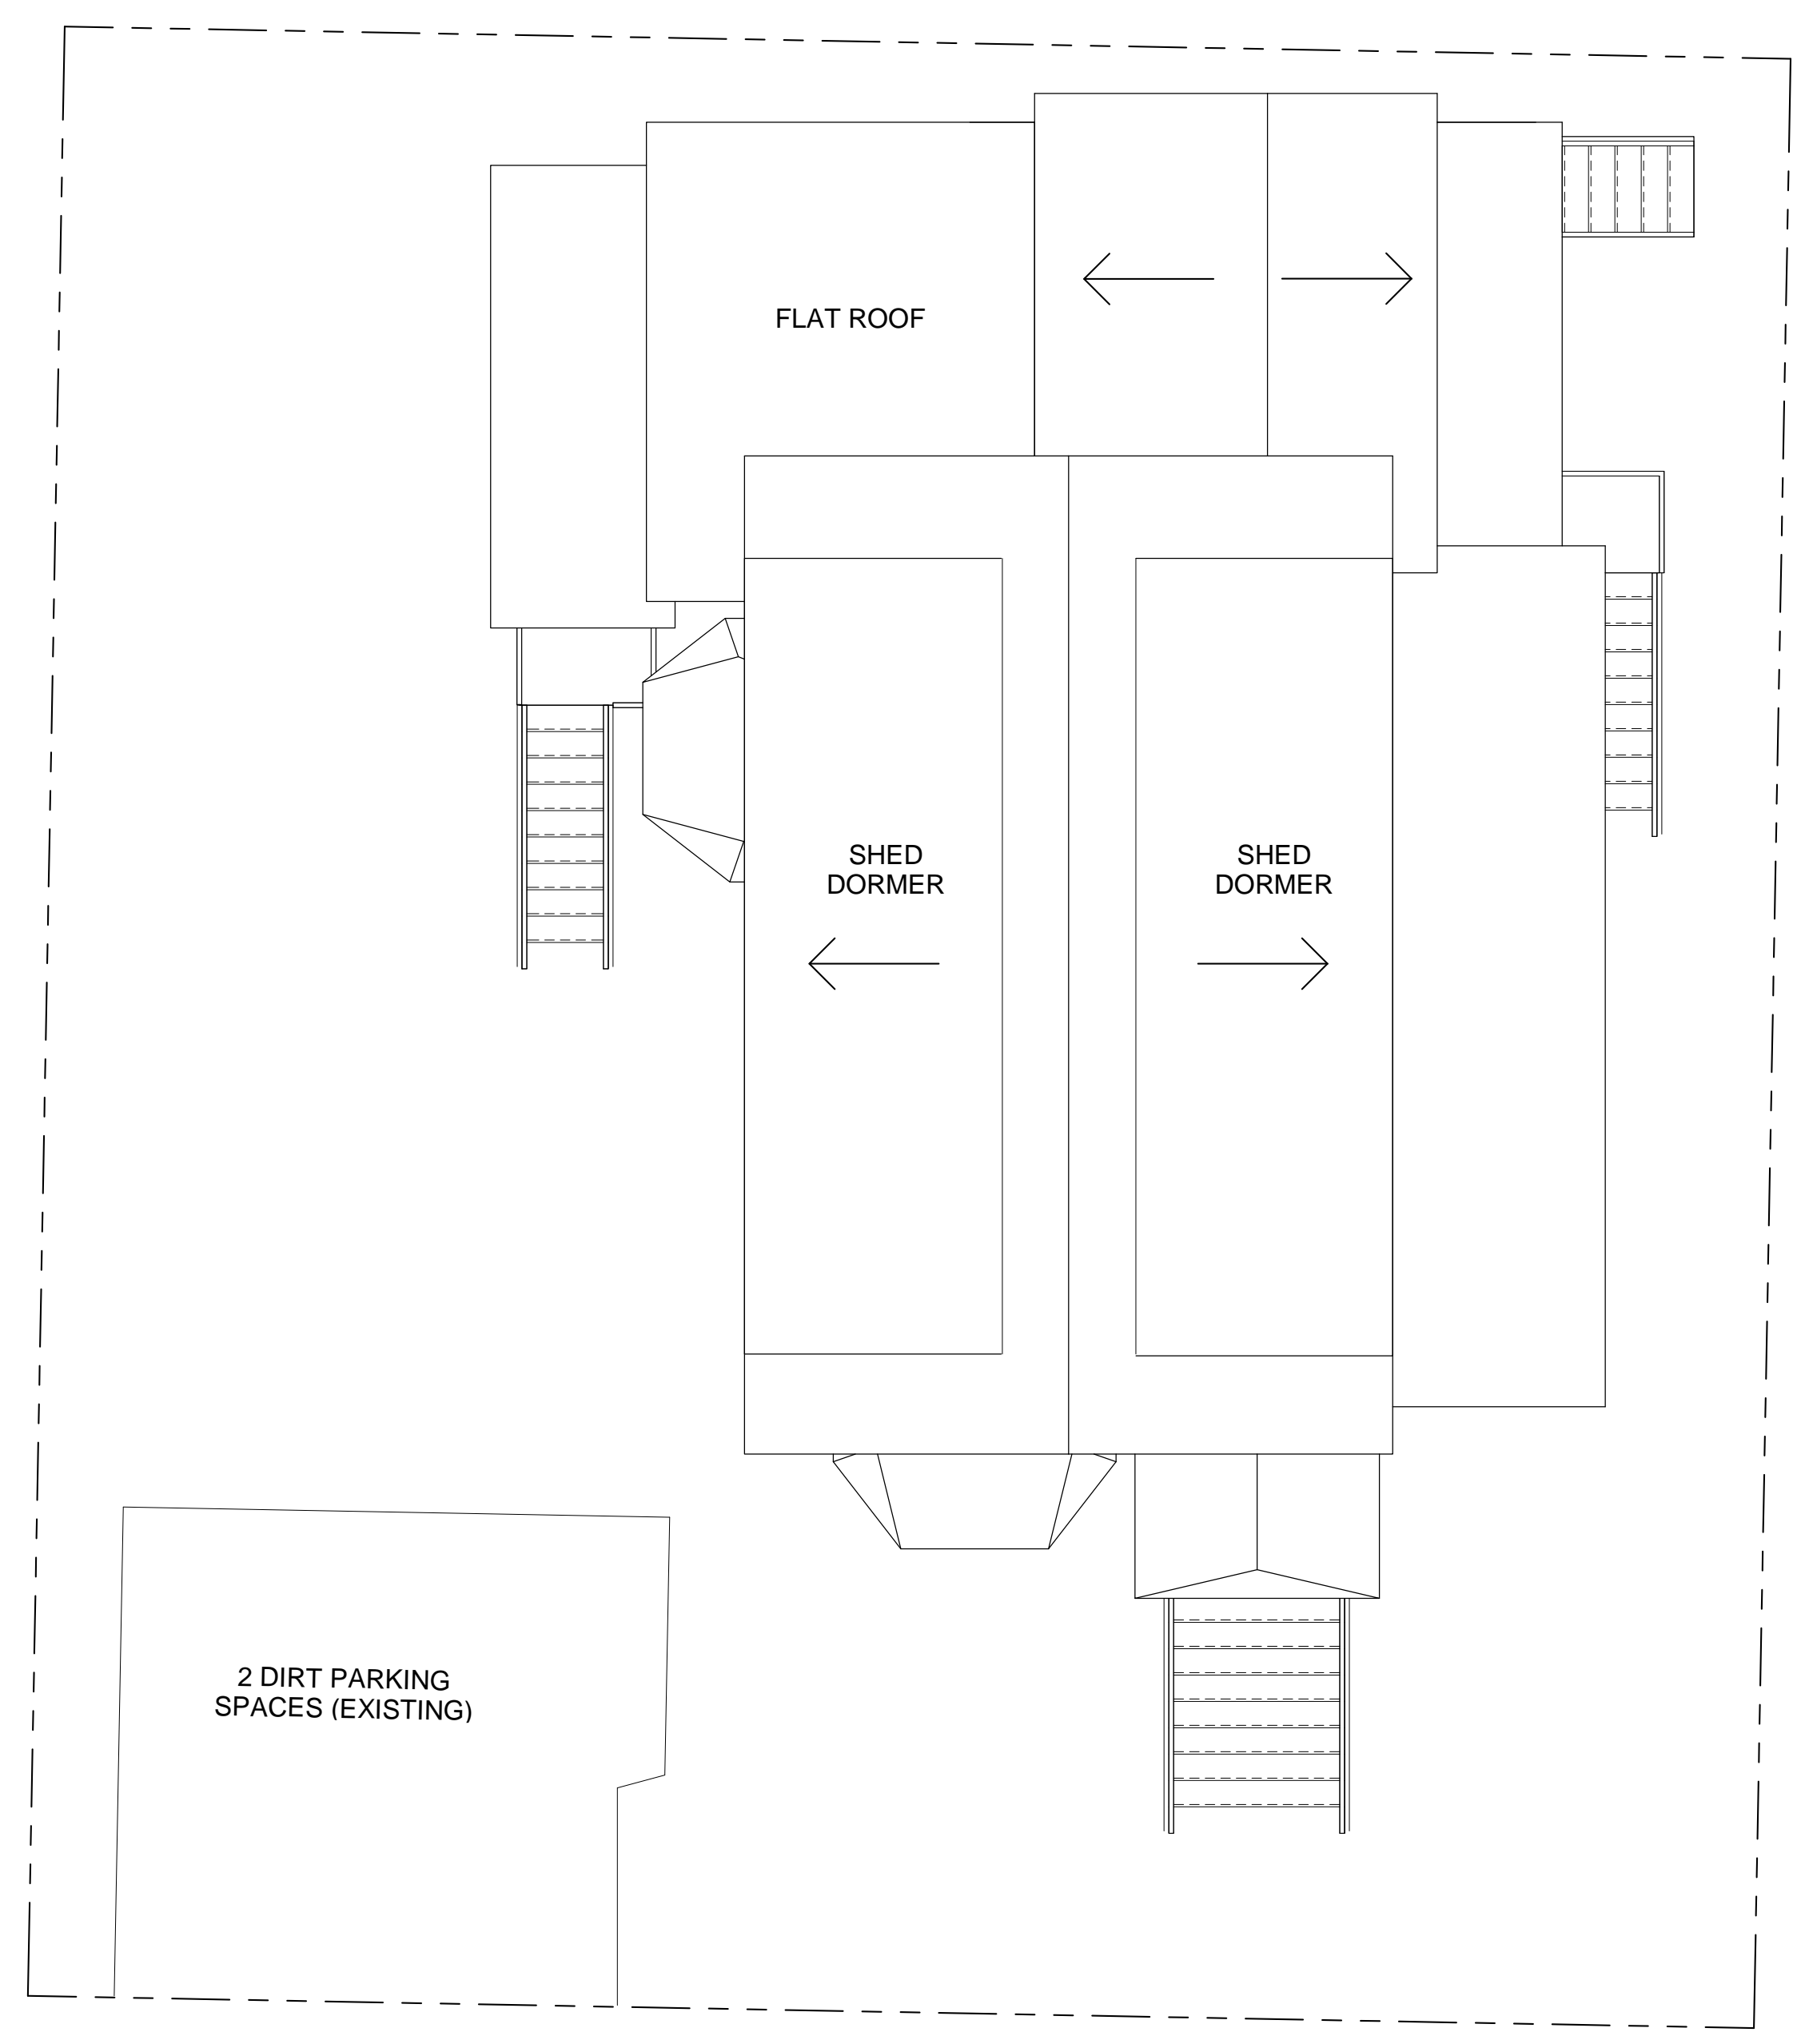 FLAT ROOF
SHED
DORMER
SHED
DORMER
2 DIRT PARKING
SPACES (EXISTING)